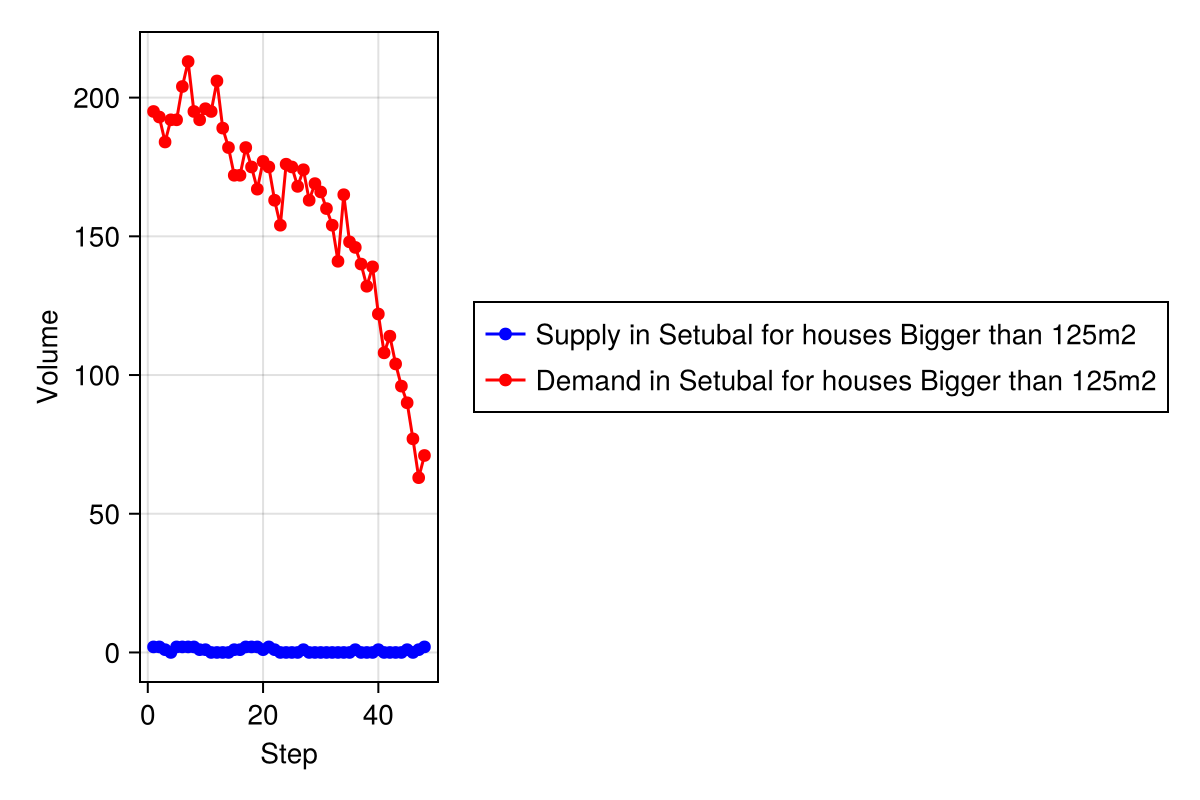 200
150
100
50
0
Volume
0 20 40
Step
Supply in Setubal for houses Bigger than 125m2
Demand in Setubal for houses Bigger than 125m2